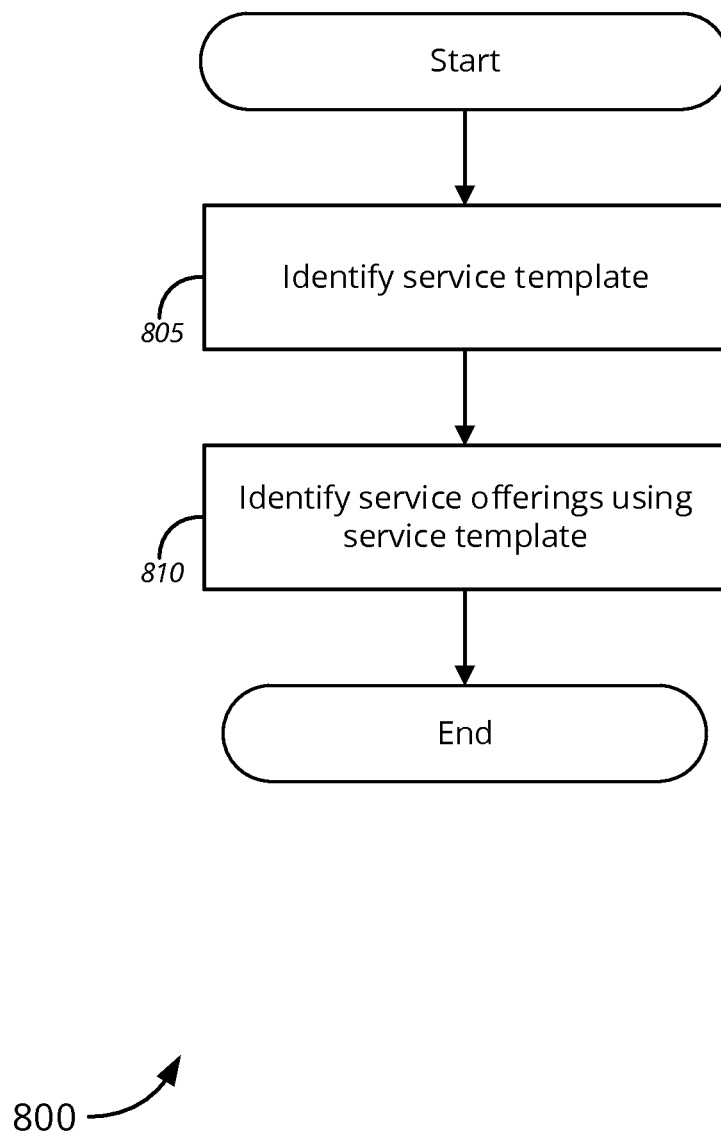 Start
Identify service template
805
Identify service offerings using
service template
810
End
800